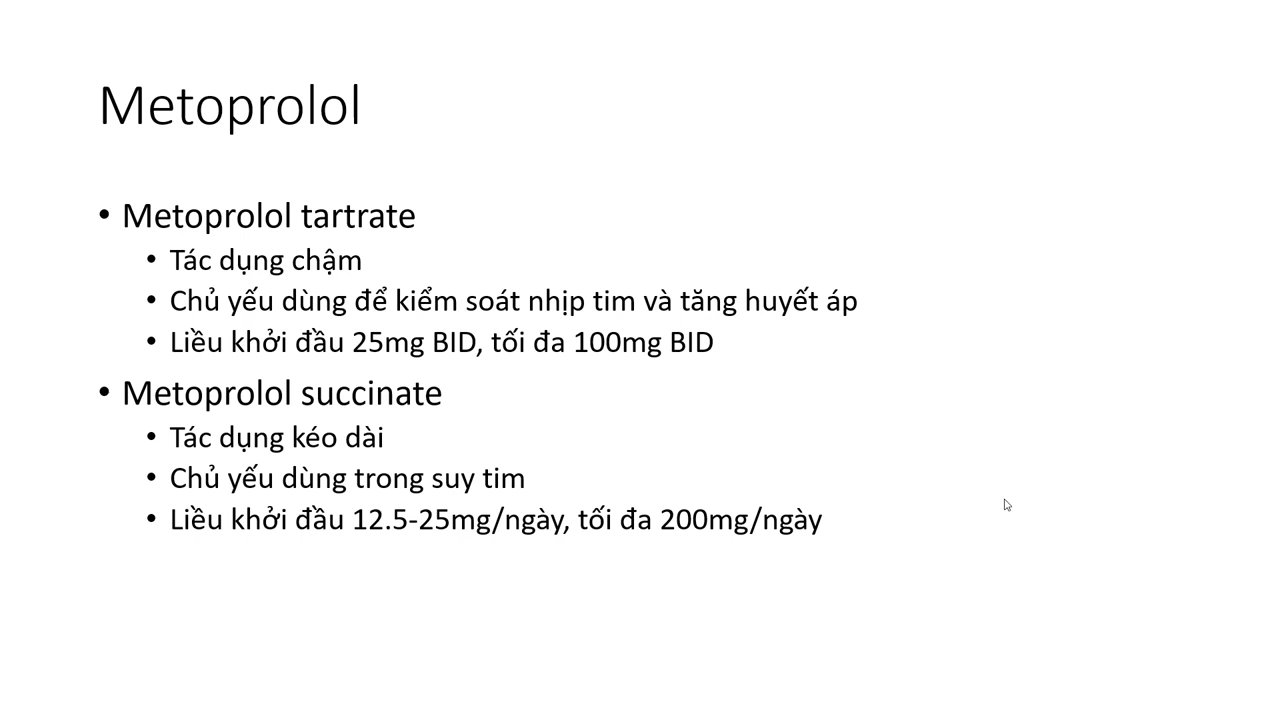 Metoprolol
• Metoprolol tartrate
• Tác dụng chậm
• Chủ yếu dùng để kiểm soát nhịp tim và tăng huyết áp
• Liều khởi đầu 25mg BID, tối đa 100mg BID
• Metoprolol succinate
• Tác dụng kéo dài
• Chủ yếu dùng trong suy tim
• Liều khởi đầu 12.5-25mg/ngày, tối đa 200mg/ngày